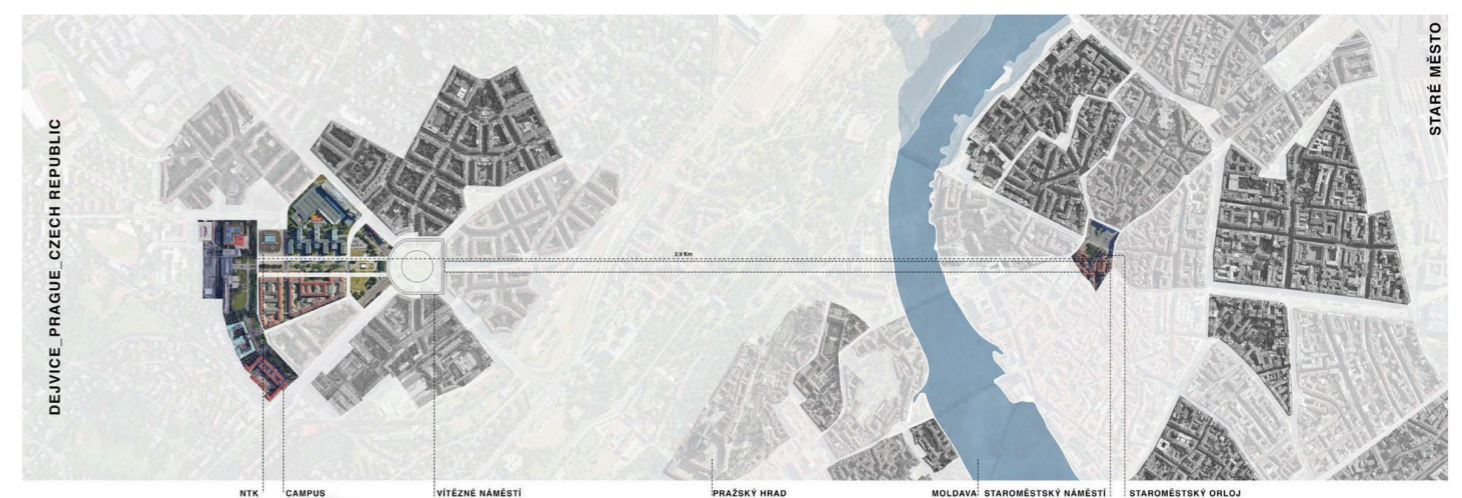 DEJVICE_PRAGUE_CZECH REPUBLIC
STARÉ MĚSTO
2,9 Km
NTK
CAMPUS
VÍTĚZNÉ NÁMĚSTÍ
PRAŽSKÝ HRAD
MOLDAVA
STAROMĚSTSKÝ NÁMĚSTÍ
STAROMĚSTSKÝ ORLOJ